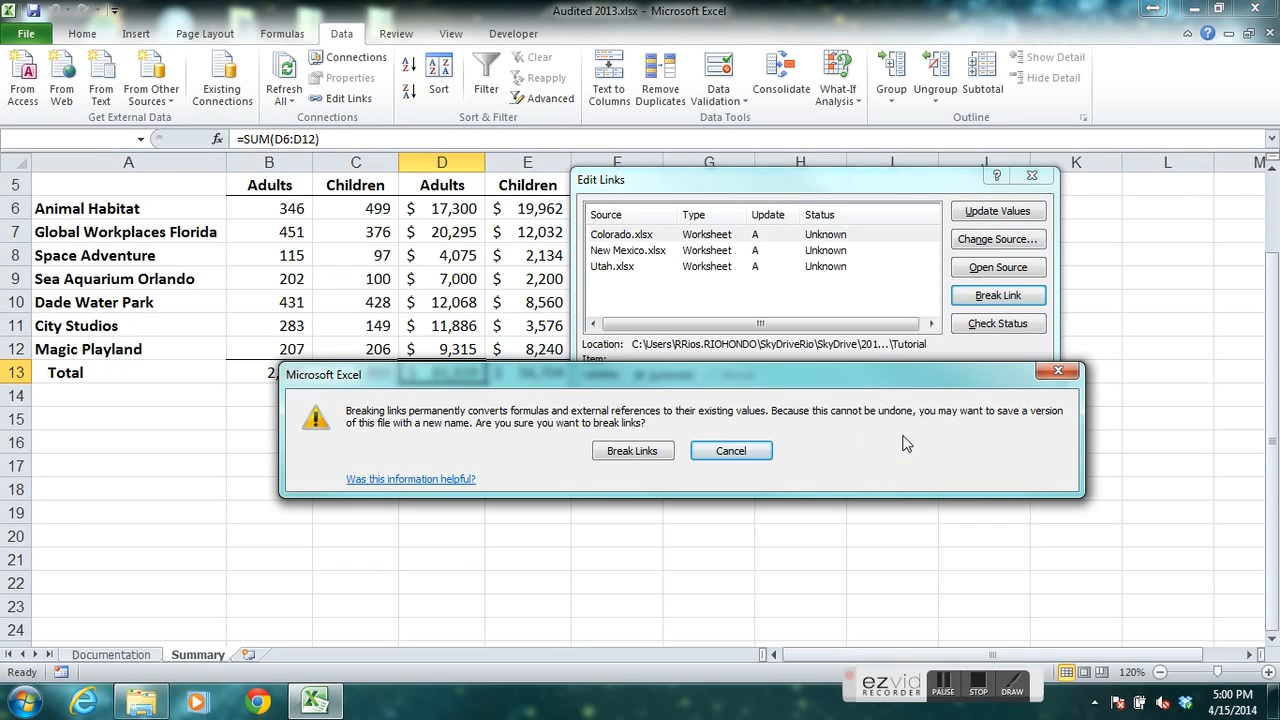 Audited 2013.xlsx - Microsoft Excel
File Home Insert Page Layout Formulas Data Review View Developer
From Access
From Web
From Text
From Other Sources
Existing Connections
Get External Data
Refresh All
Connections
Properties
Edit Links
Connections
Sort
Filter
Clear
Reapply
Advanced
Sort & Filter
Text to Columns
Remove Duplicates
Data Validation
Consolidate
What-If Analysis
Data Tools
Group
Ungroup
Subtotal
Show Detail
Hide Detail
Outline
fx =SUM(D6:D12)
A B C D E F G H I J K L M
5 Adults Children Adults Children
6 Animal Habitat 346 499 $ 17,300 $ 19,962
7 Global Workplaces Florida 451 376 $ 20,295 $ 12,032
8 Space Adventure 115 97 $ 4,075 $ 2,134
9 Sea Aquarium Orlando 202 100 $ 7,000 $ 2,200
10 Dade Water Park 431 428 $ 12,068 $ 8,560
11 City Studios 283 149 $ 11,886 $ 3,576
12 Magic Playland 207 206 $ 9,315 $ 8,240
13 Total 2,
14
15
16
17
18
19
20
21
22
23
24
Edit Links
Source Type Update Status
Colorado.xlsx Worksheet A Unknown
New Mexico.xlsx Worksheet A Unknown
Utah.xlsx Worksheet A Unknown
Update Values
Change Source...
Open Source
Break Link
Check Status
Location: C:\Users\RRios.RIOHONDO\SkyDriveRio\SkyDrive\201...\Tutorial
Item:
Microsoft Excel
Breaking links permanently converts formulas and external references to their existing values. Because this cannot be undone, you may want to save a version
of this file with a new name. Are you sure you want to break links?
Break Links Cancel
Was this information helpful?
Documentation Summary
Ready 120%
ezvid
RECORDER
PAUSE STOP DRAW
5:00 PM
4/15/2014